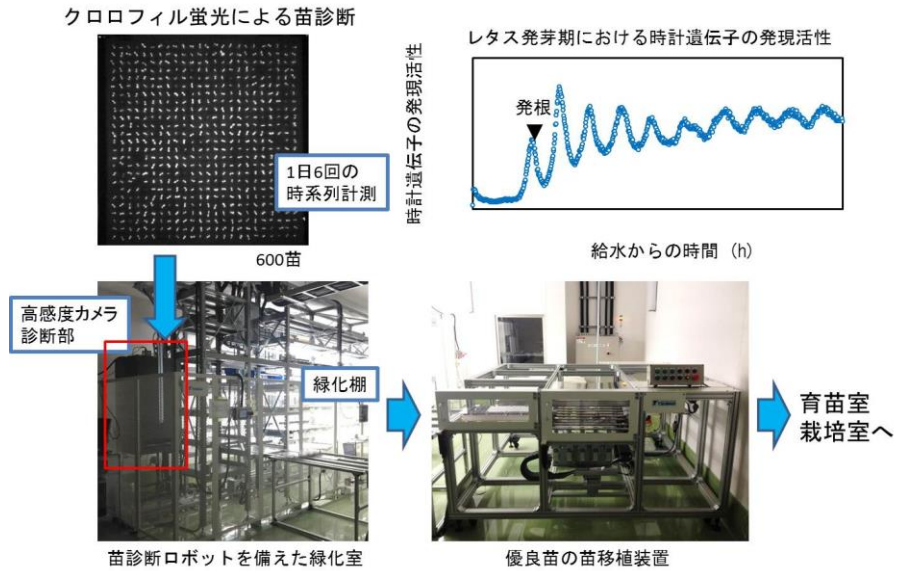 クロロフィル蛍光による苗診断
1日6回の
時系列計測
600苗
レタス発芽期における時計遺伝子の発現活性
時計遺伝子の発現活性
発根
給水からの時間 (h)
高感度カメラ
診断部
緑化棚
育苗室
栽培室へ
苗診断ロボットを備えた緑化室
優良苗の苗移植装置